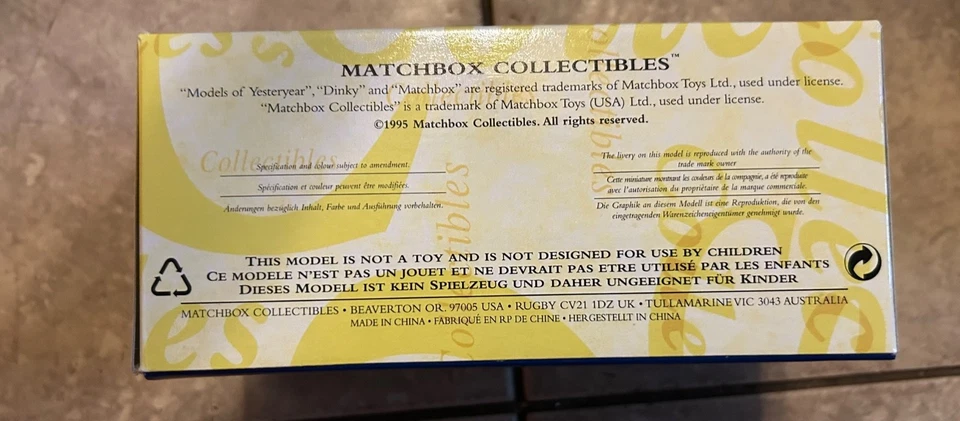 MATCHBOX COLLECTIBLES™
"Models of Yesteryear", "Dinky" and "Matchbox" are registered trademarks of Matchbox Toys Ltd., used under license.
"Matchbox Collectibles" is a trademark of Matchbox Toys (USA) Ltd., used under license.
©1995 Matchbox Collectibles. All rights reserved.
Collectibles
Specification and colour subject to amendment.
Spécification et couleur peuvent être modifiées.
Änderungen bezüglich Inhalt, Farbe und Ausführung vorbehalten.
The livery on this model is reproduced with the authority of the
trade mark owner
Cette miniature montrant les couleurs de la compagnie, a été reproduite
avec l'autorisation du propriétaire de la marque commerciale.
Die Graphik an diesem Modell ist eine Reproduktion, die von den
eingetragenden Warenzeicheneigentümer genehmigt wurde.
THIS MODEL IS NOT A TOY AND IS NOT DESIGNED FOR USE BY CHILDREN
CE MODELE N'EST PAS UN JOUET ET NE DEVRAIT PAS ETRE UTILISÉ PAR LES ENFANTS
DIESES MODELL IST KEIN SPIELZEUG UND DAHER UNGEEIGNET FÜR KINDER
MATCHBOX COLLECTIBLES • BEAVERTON OR. 97005 USA • RUGBY CV21 1DZ UK • TULLAMARINE VIC 3043 AUSTRALIA
MADE IN CHINA • FABRIQUÉ EN RP DE CHINE • HERGESTELLT IN CHINA